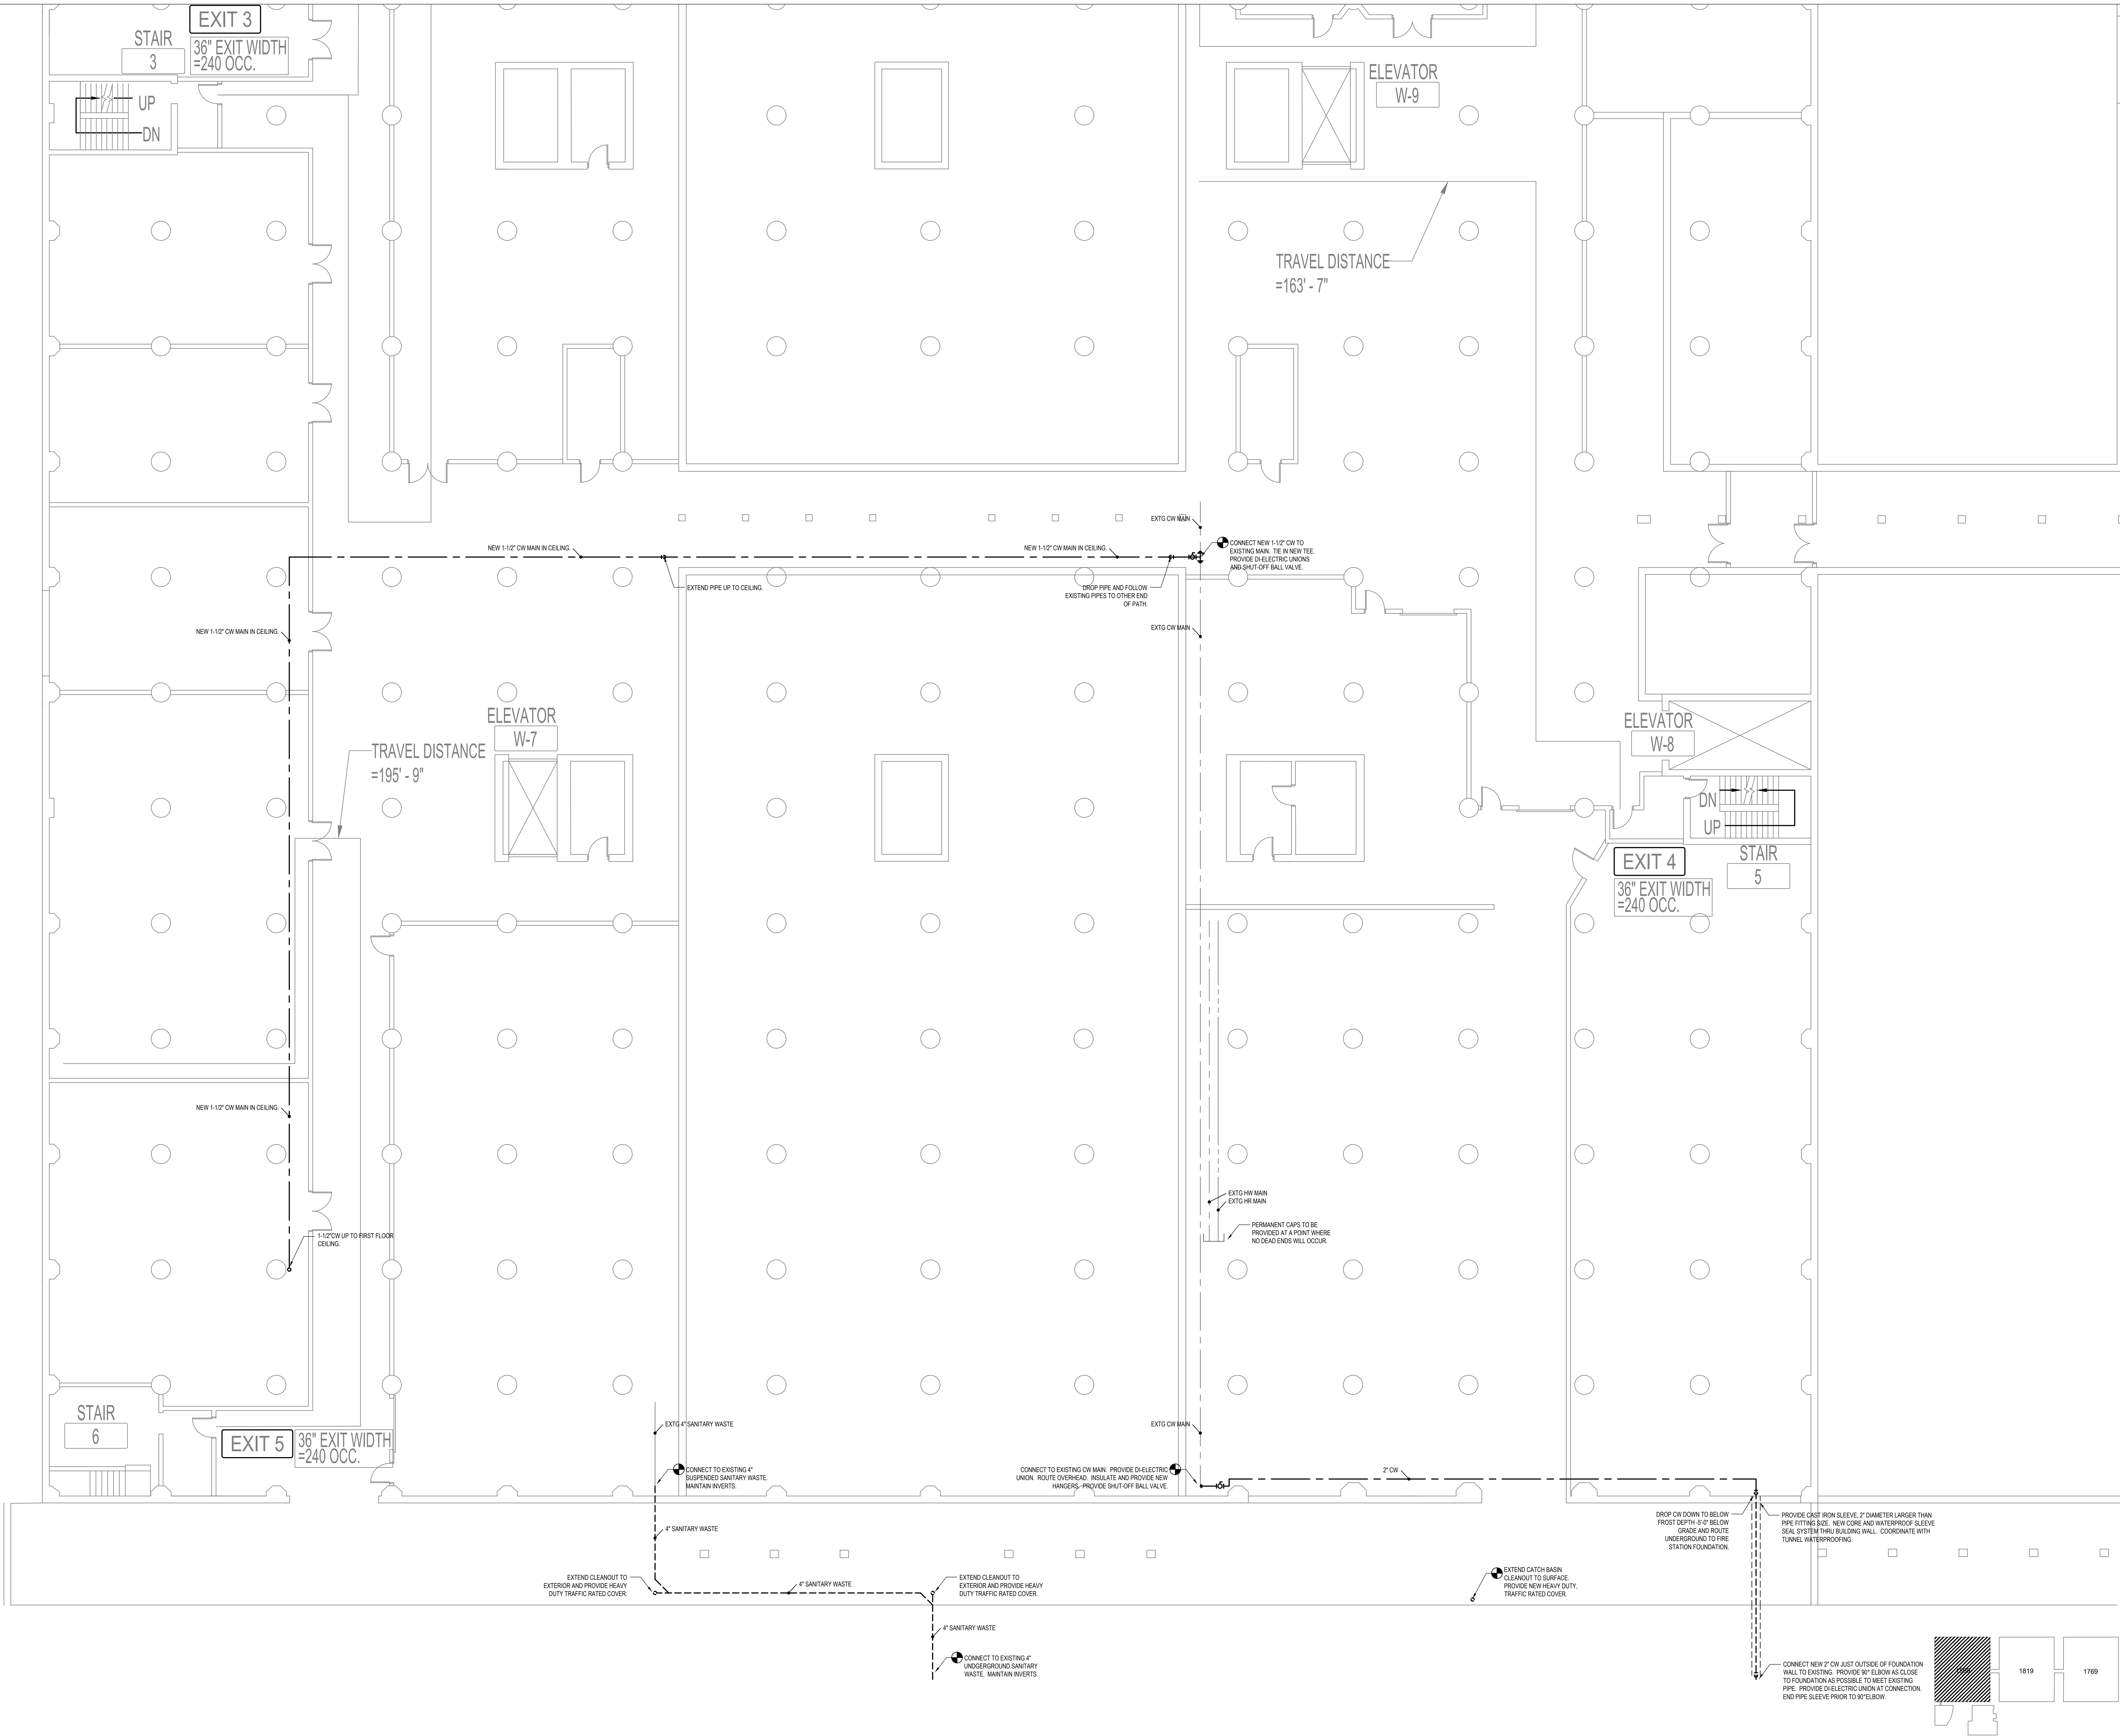 EXIT 3
STAIR
3
36" EXIT WIDTH
=240 OCC.
UP
DN
ELEVATOR
W-9
TRAVEL DISTANCE
=163' - 7"
EXTG CW MAIN
NEW 1-1/2" CW MAIN IN CEILING.
NEW 1-1/2" CW MAIN IN CEILING.
CONNECT NEW 1-1/2" CW TO
EXISTING MAIN. TIE IN NEW TEE.
PROVIDE DI-ELECTRIC UNIONS
AND SHUT-OFF BALL VALVE.
EXTEND PIPE UP TO CEILING.
DROP PIPE AND FOLLOW
EXISTING PIPES TO OTHER END
OF PATH.
NEW 1-1/2" CW MAIN IN CEILING.
EXTG CW MAIN
ELEVATOR
W-7
TRAVEL DISTANCE
=195' - 9"
ELEVATOR
W-8
DN
UP
EXIT 4
36" EXIT WIDTH
=240 OCC.
STAIR
5
NEW 1-1/2" CW MAIN IN CEILING.
EXTG HW MAIN
EXTG HR MAIN
PERMANENT CAPS TO BE
PROVIDED AT A POINT WHERE
NO DEAD ENDS WILL OCCUR.
1-1/2"CW UP TO FIRST FLOOR
CEILING.
STAIR
6
EXIT 5
36" EXIT WIDTH
=240 OCC.
EXTG 4" SANITARY WASTE
EXTG CW MAIN
CONNECT TO EXISTING 4"
SUSPENDED SANITARY WASTE.
MAINTAIN INVERTS.
CONNECT TO EXISTING CW MAIN. PROVIDE DI-ELECTRIC
UNION. ROUTE OVERHEAD. INSULATE AND PROVIDE NEW
HANGERS. PROVIDE SHUT-OFF BALL VALVE.
2" CW
DROP CW DOWN TO BELOW
FROST DEPTH -5'-0" BELOW
GRADE AND ROUTE
UNDERGROUND TO FIRE
STATION FOUNDATION.
PROVIDE CAST IRON SLEEVE, 2" DIAMETER LARGER THAN
PIPE FITTING SIZE. NEW CORE AND WATERPROOF SLEEVE
SEAL SYSTEM THRU BUILDING WALL. COORDINATE WITH
TUNNEL WATERPROOFING.
4" SANITARY WASTE
EXTEND CLEANOUT TO
EXTERIOR AND PROVIDE HEAVY
DUTY TRAFFIC RATED COVER.
4" SANITARY WASTE
EXTEND CLEANOUT TO
EXTERIOR AND PROVIDE HEAVY
DUTY TRAFFIC RATED COVER.
EXTEND CATCH BASIN
CLEANOUT TO SURFACE.
PROVIDE NEW HEAVY DUTY,
TRAFFIC RATED COVER.
4" SANITARY WASTE
CONNECT TO EXISTING 4"
UNDGERGROUND SANITARY
WASTE. MAINTAIN INVERTS.
CONNECT NEW 2" CW JUST OUTSIDE OF FOUNDATION
WALL TO EXISTING. PROVIDE 90° ELBOW AS CLOSE
TO FOUNDATION AS POSSIBLE TO MEET EXISTING
PIPE. PROVIDE DI-ELECTRIC UNION AT CONNECTION.
END PIPE SLEEVE PRIOR TO 90°ELBOW.
1819
1769